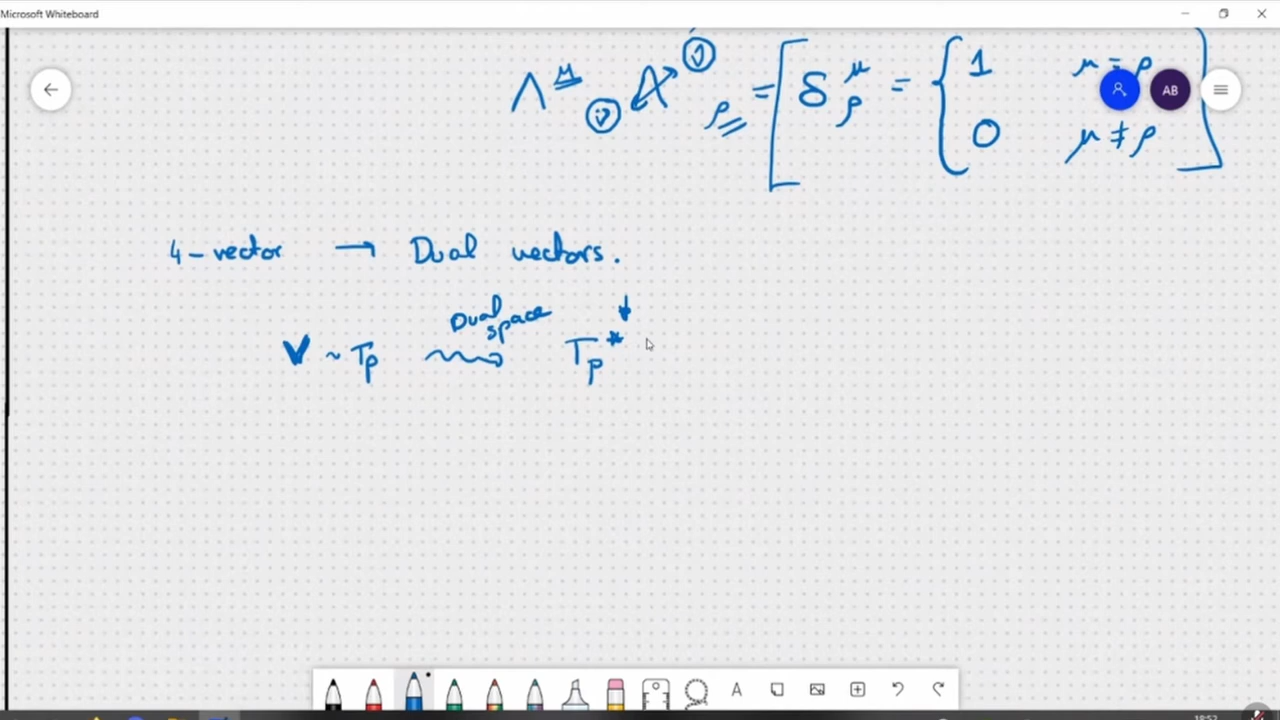 Microsoft Whiteboard
Λ^μ_ν Λ^ν_ρ = [ δ^μ_ρ = { 1 μ = ρ
0 μ ≠ ρ ]
AB
4-vector → Dual vectors.
Dual space
V ~ Tp ⇝ Tp*
A